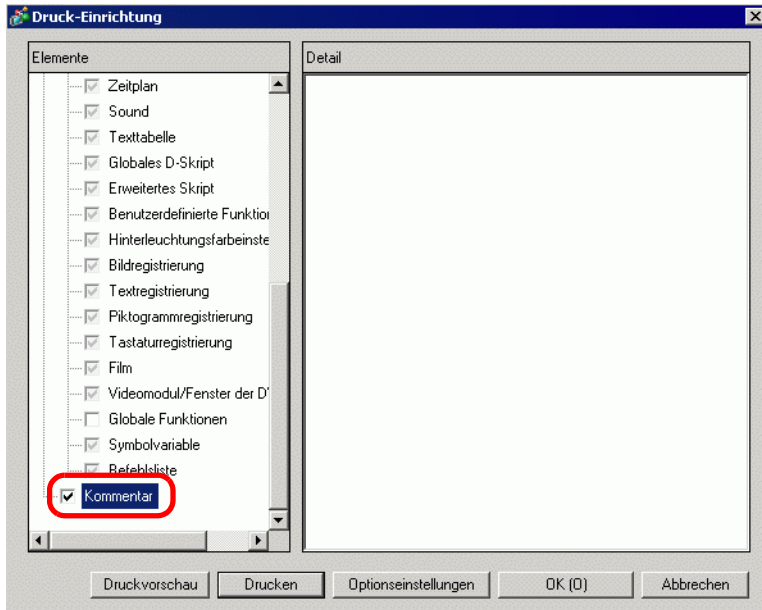 Druck-Einrichtung
Elemente
Detail
Zeitplan
Sound
Texttabelle
Globales D-Skript
Erweitertes Skript
Benutzerdefinierte Funktion
Hinterleuchtungsfarbeinste
Bildregistrierung
Textregistrierung
Piktogrammregistrierung
Tastaturregistrierung
Film
Videomodul/Fenster der D
Globale Funktionen
Symbolvariable
Befehlsliste
Kommentar
Druckvorschau
Drucken
Optionseinstellungen
OK (O)
Abbrechen